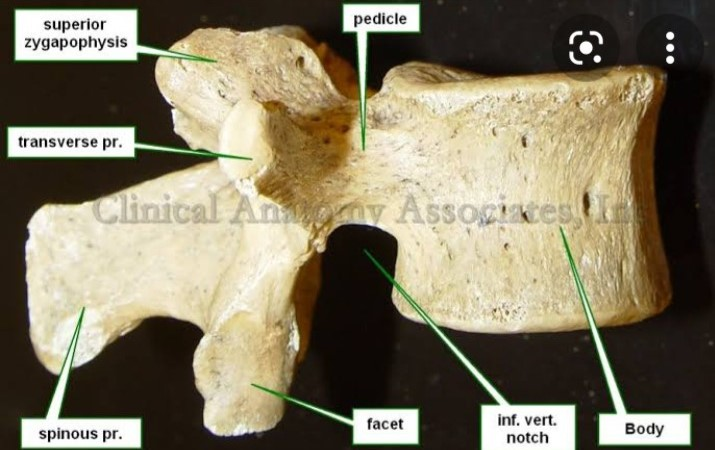 superior
zygapophysis
pedicle
transverse pr.
Clinical Anatomy Associates, Inc
spinous pr.
facet
inf. vert.
notch
Body